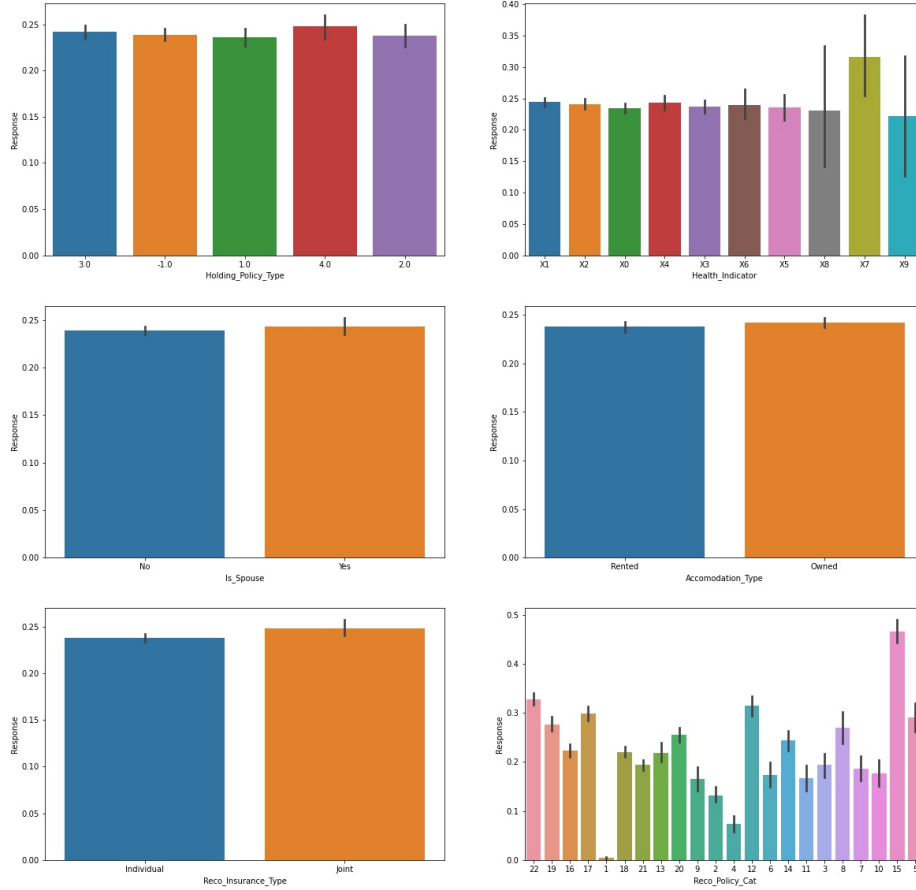 0.25
0.20
0.15
0.10
0.05
0.00
Response
3.0 -1.0 1.0 4.0 2.0
Holding_Policy_Type
0.40
0.35
0.30
0.25
0.20
0.15
0.10
0.05
0.00
Response
X1 X2 X0 X4 X3 X6 X5 X8 X7 X9
Health_Indicator
0.25
0.20
0.15
0.10
0.05
0.00
Response
No Yes
Is_Spouse
0.25
0.20
0.15
0.10
0.05
0.00
Response
Rented Owned
Accomodation_Type
0.25
0.20
0.15
0.10
0.05
0.00
Response
Individual Joint
Reco_Insurance_Type
0.5
0.4
0.3
0.2
0.1
0.0
Response
22 19 16 17 1 18 21 13 20 9 2 4 12 6 14 11 3 8 7 10 15
Reco_Policy_Cat